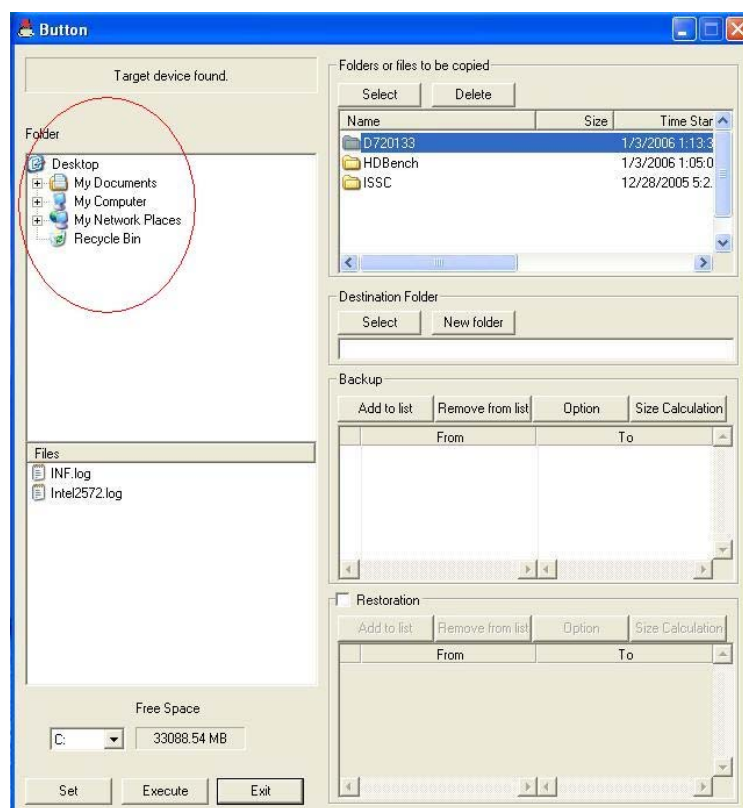 Button
Target device found.
Folder
Desktop
My Documents
My Computer
My Network Places
Recycle Bin
Files
INF.log
Intel2572.log
Free Space
C:
33088.54 MB
Set
Execute
Exit
Folders or files to be copied
Select
Delete
Name
Size
Time Star
D720133
1/3/2006 1:13:3
HDBench
1/3/2006 1:05:0
ISSC
12/28/2005 5:2.
Destination Folder
Select
New folder
Backup
Add to list
Remove from list
Option
Size Calculation
From
To
Restoration
Add to list
Remove from list
Option
Size Calculation
From
To